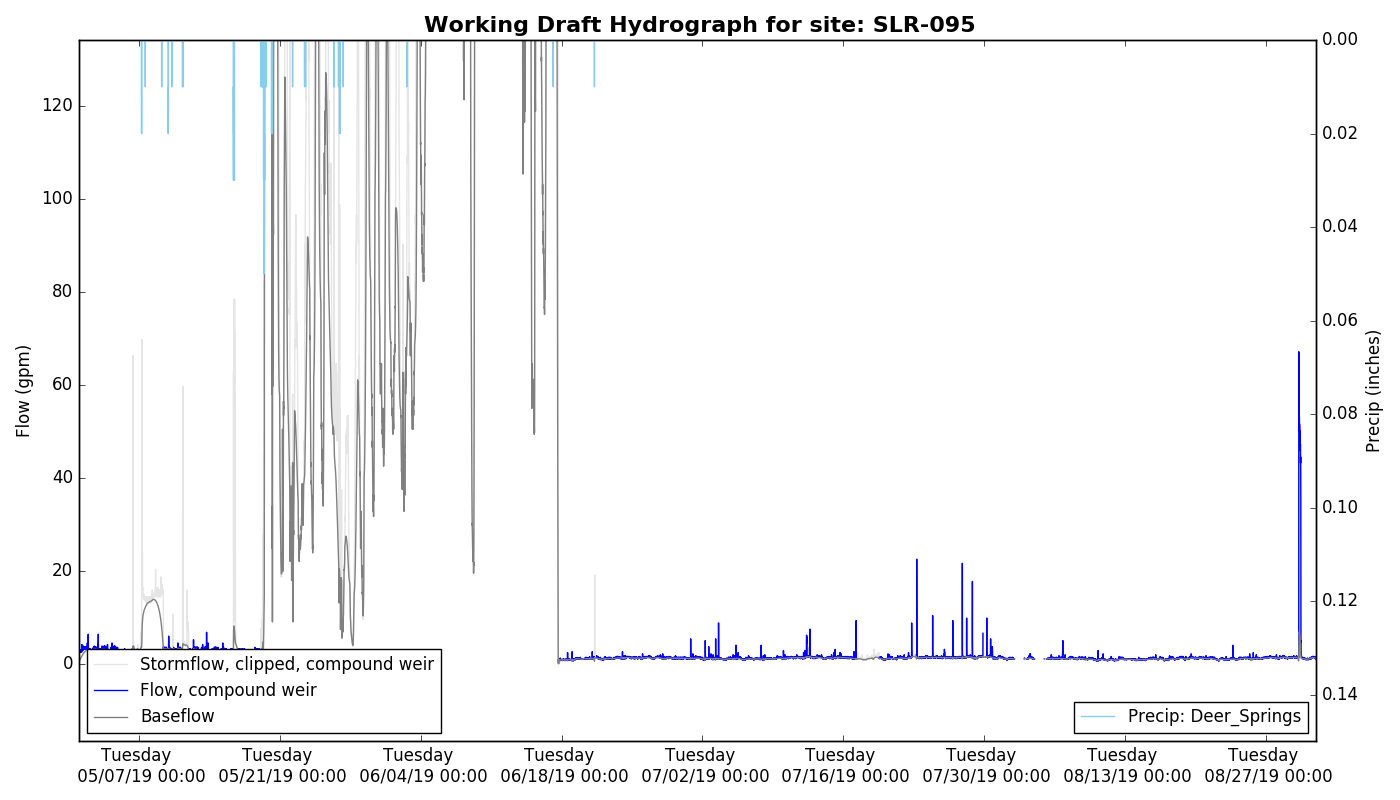 Working Draft Hydrograph for site: SLR-095
0.00
120
0.02
100
0.04
80
0.06
Flow (gpm)
Precip (inches)
60
0.08
40
0.10
20
0.12
0
0.14
Stormflow, clipped, compound weir
Flow, compound weir
Baseflow
Precip: Deer_Springs
Tuesday Tuesday Tuesday Tuesday Tuesday Tuesday Tuesday Tuesday Tuesday
05/07/19 00:00 05/21/19 00:00 06/04/19 00:00 06/18/19 00:00 07/02/19 00:00 07/16/19 00:00 07/30/19 00:00 08/13/19 00:00 08/27/19 00:00